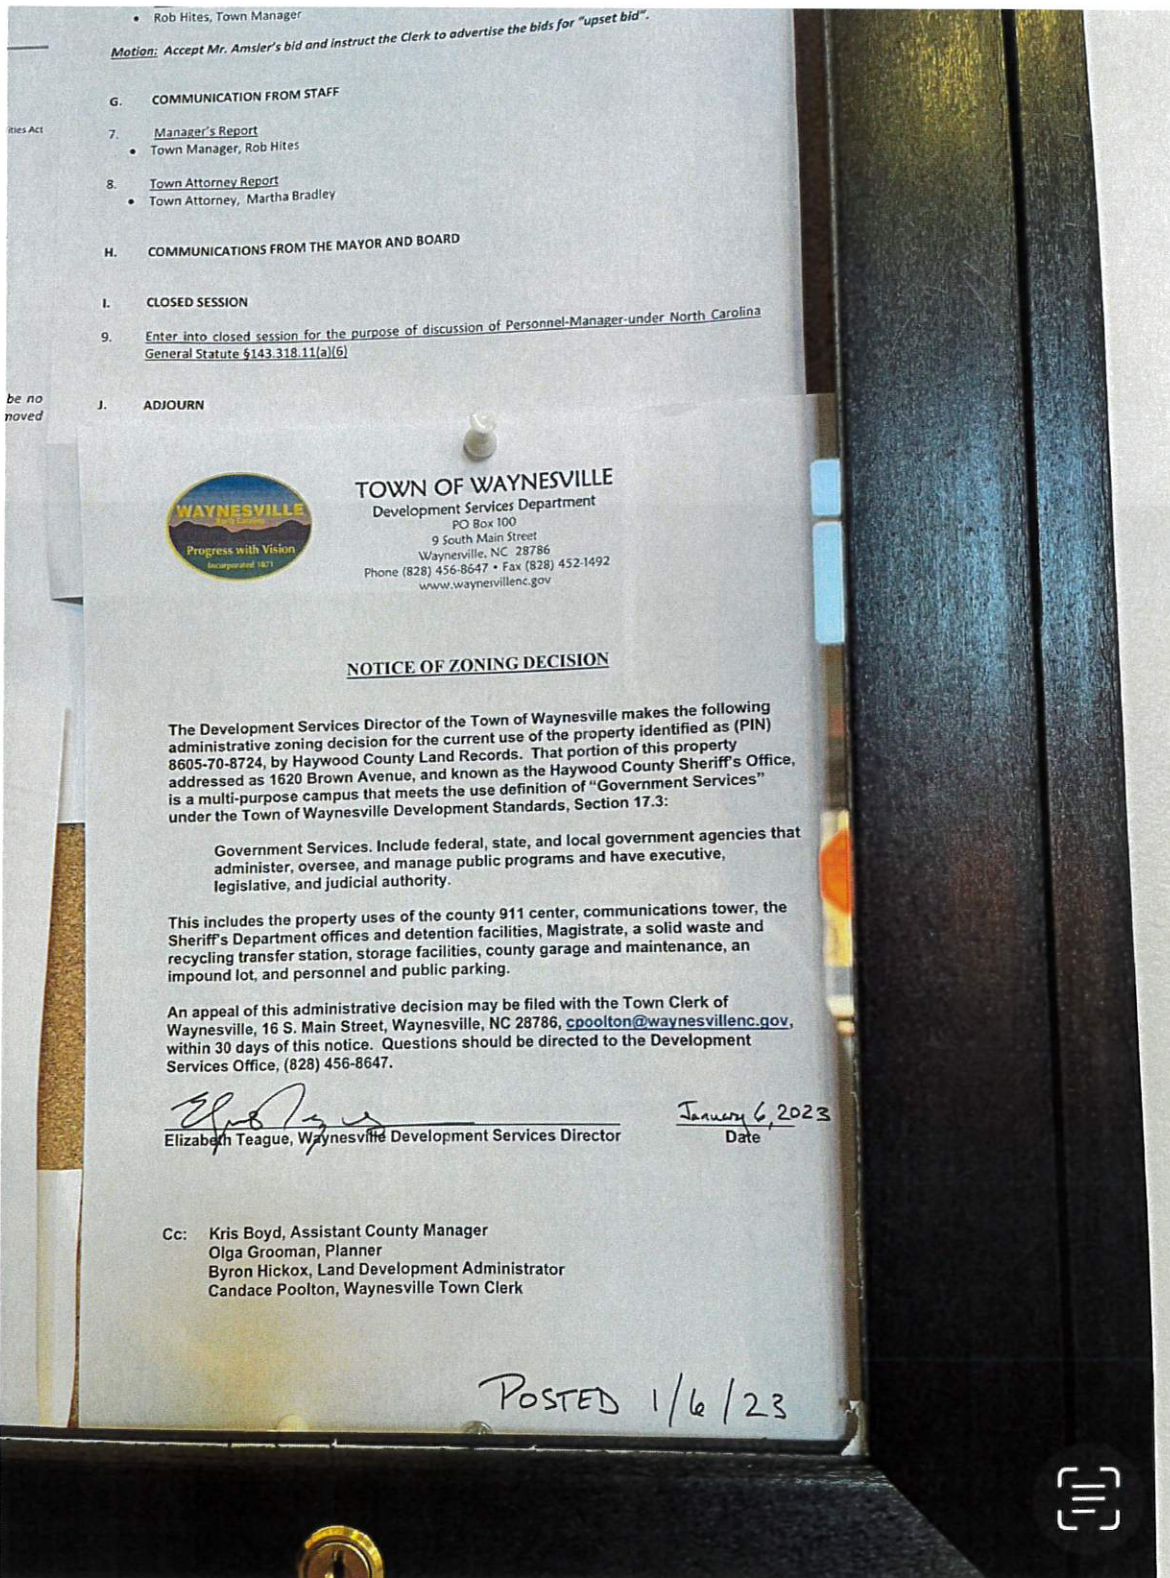 • Rob Hites, Town Manager
Motion: Accept Mr. Amsler's bid and instruct the Clerk to advertise the bids for "upset bid".
G. COMMUNICATION FROM STAFF
ities Act
7. Manager's Report
• Town Manager, Rob Hites
8. Town Attorney Report
• Town Attorney, Martha Bradley
H. COMMUNICATIONS FROM THE MAYOR AND BOARD
I. CLOSED SESSION
9. Enter into closed session for the purpose of discussion of Personnel-Manager-under North Carolina
General Statute §143.318.11(a)(6)
be no
moved
J. ADJOURN
WAYNESVILLE
North Carolina
Progress with Vision
Incorporated 1871
TOWN OF WAYNESVILLE
Development Services Department
PO Box 100
9 South Main Street
Waynesville, NC 28786
Phone (828) 456-8647 • Fax (828) 452-1492
www.waynesvillenc.gov
NOTICE OF ZONING DECISION
The Development Services Director of the Town of Waynesville makes the following
administrative zoning decision for the current use of the property identified as (PIN)
8605-70-8724, by Haywood County Land Records. That portion of this property
addressed as 1620 Brown Avenue, and known as the Haywood County Sheriff's Office,
is a multi-purpose campus that meets the use definition of "Government Services"
under the Town of Waynesville Development Standards, Section 17.3:
Government Services. Include federal, state, and local government agencies that
administer, oversee, and manage public programs and have executive,
legislative, and judicial authority.
This includes the property uses of the county 911 center, communications tower, the
Sheriff's Department offices and detention facilities, Magistrate, a solid waste and
recycling transfer station, storage facilities, county garage and maintenance, an
impound lot, and personnel and public parking.
An appeal of this administrative decision may be filed with the Town Clerk of
Waynesville, 16 S. Main Street, Waynesville, NC 28786, cpoolton@waynesvillenc.gov,
within 30 days of this notice. Questions should be directed to the Development
Services Office, (828) 456-8647.
January 6, 2023
Elizabeth Teague, Waynesville Development Services Director
Date
Cc: Kris Boyd, Assistant County Manager
Olga Grooman, Planner
Byron Hickox, Land Development Administrator
Candace Poolton, Waynesville Town Clerk
POSTED 1/6/23